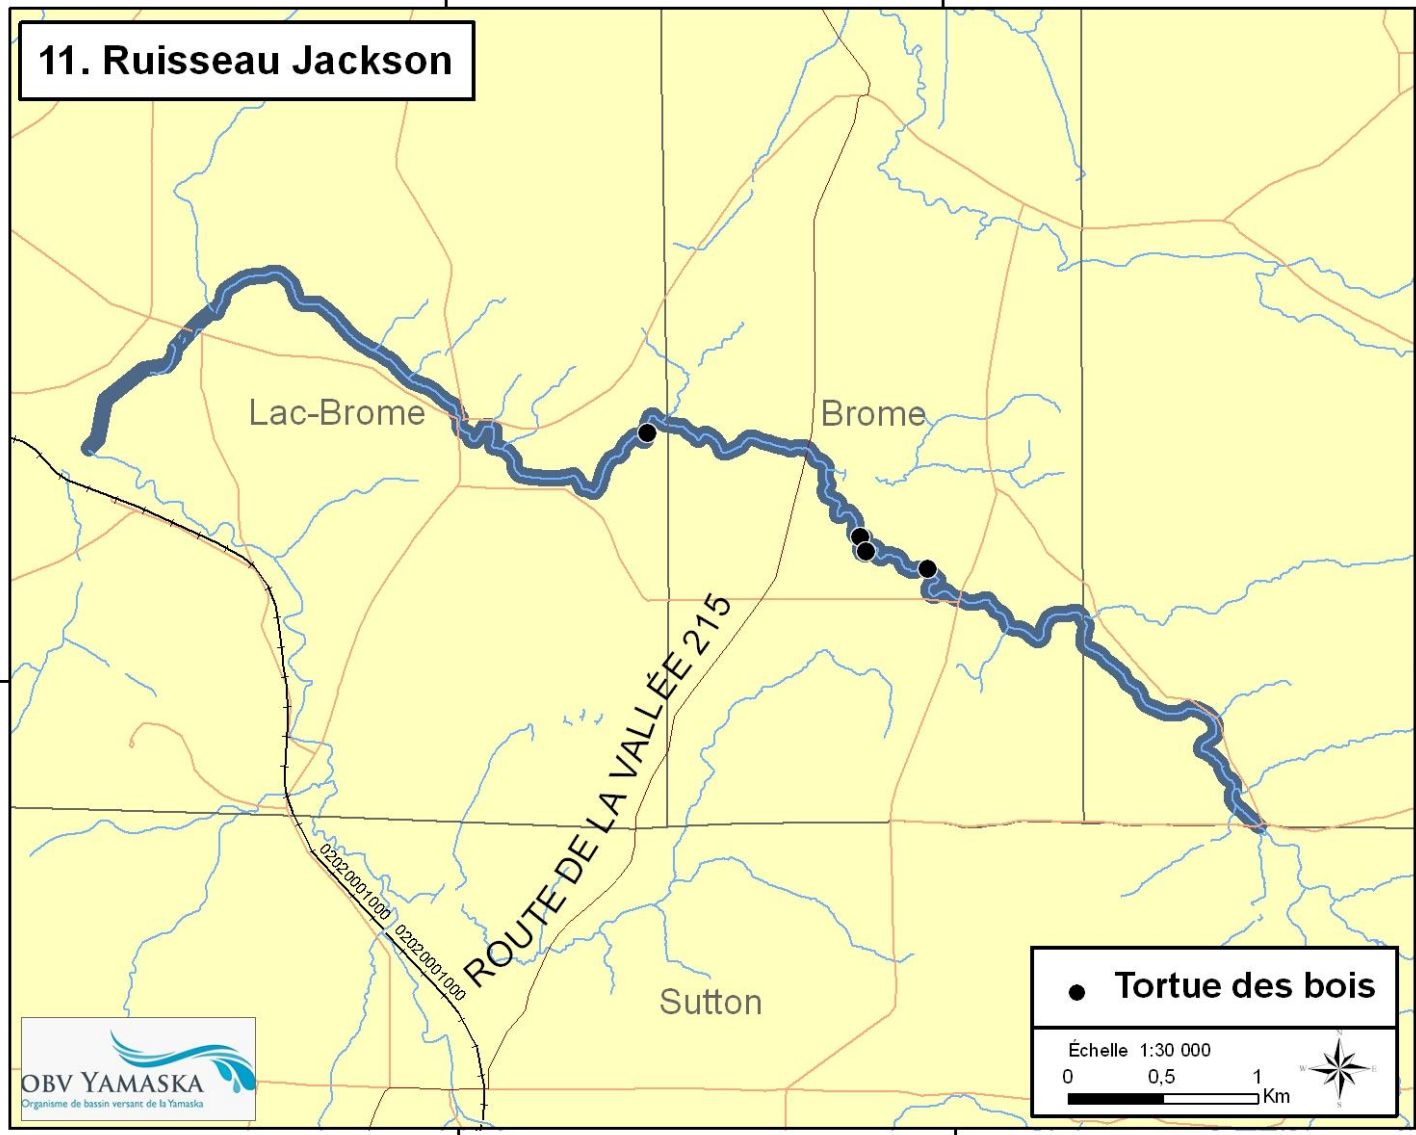 11. Ruisseau Jackson
Lac-Brome
Brome
ROUTE DE LA VALLÉE 215
02020001000
02020001000
Sutton
Tortue des bois
Échelle 1:30 000
0 0,5 1
Km
N
W E
S
OBV YAMASKA
Organisme de bassin versant de la Yamaska